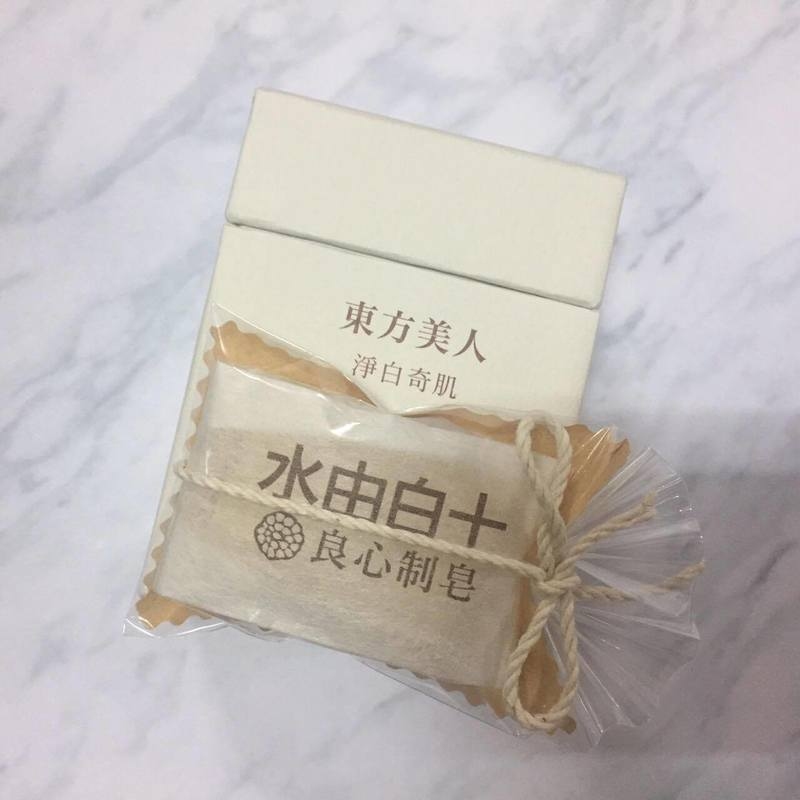 東方美人
淨白奇肌
水由白十
良心制皂